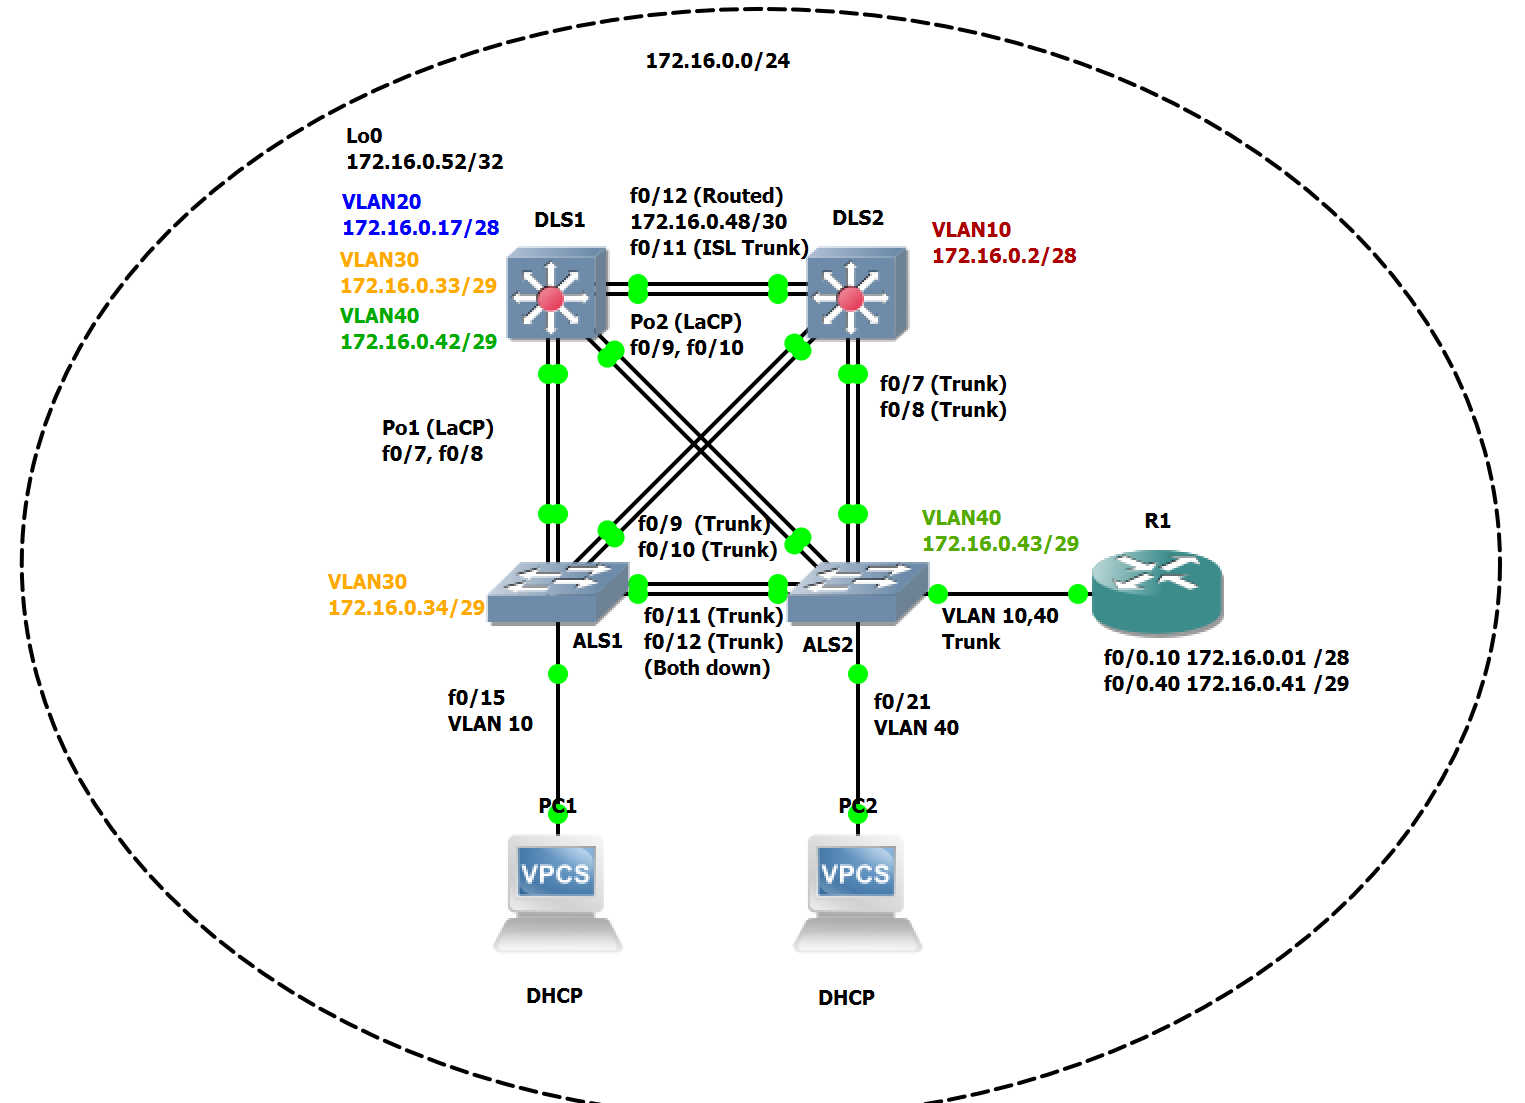 172.16.0.0/24
Lo0
172.16.0.52/32
VLAN20
172.16.0.17/28
VLAN30
172.16.0.33/29
VLAN40
172.16.0.42/29
DLS1
f0/12 (Routed)
172.16.0.48/30
f0/11 (ISL Trunk)
DLS2
VLAN10
172.16.0.2/28
Po2 (LaCP)
f0/9, f0/10
f0/7 (Trunk)
f0/8 (Trunk)
Po1 (LaCP)
f0/7, f0/8
f0/9 (Trunk)
f0/10 (Trunk)
VLAN40
172.16.0.43/29
R1
VLAN30
172.16.0.34/29
ALS1
f0/11 (Trunk)
f0/12 (Trunk)
(Both down)
ALS2
VLAN 10,40
Trunk
f0/0.10 172.16.0.01 /28
f0/0.40 172.16.0.41 /29
f0/15
VLAN 10
f0/21
VLAN 40
PC1
PC2
VPCS
VPCS
DHCP
DHCP